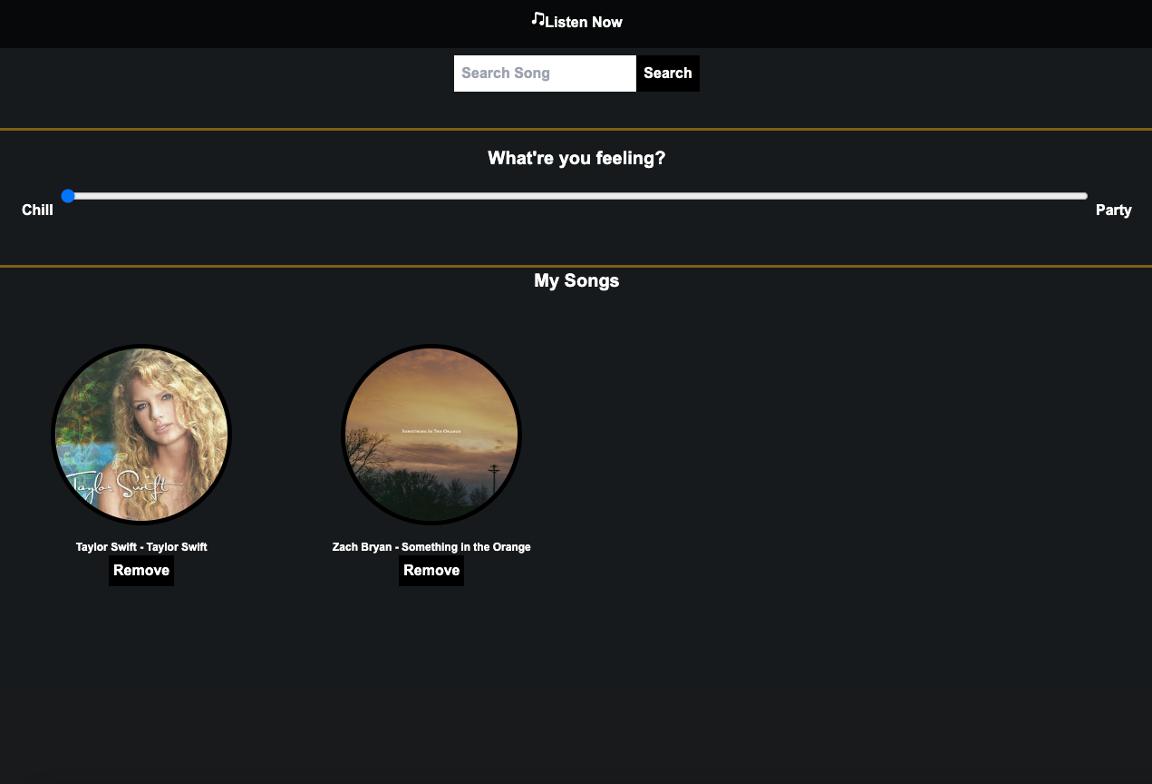 Listen Now
Search Song
Search
What're you feeling?
Chill
Party
My Songs
Taylor Swift
Something In The Orange
Taylor Swift - Taylor Swift
Zach Bryan - Something in the Orange
Remove
Remove